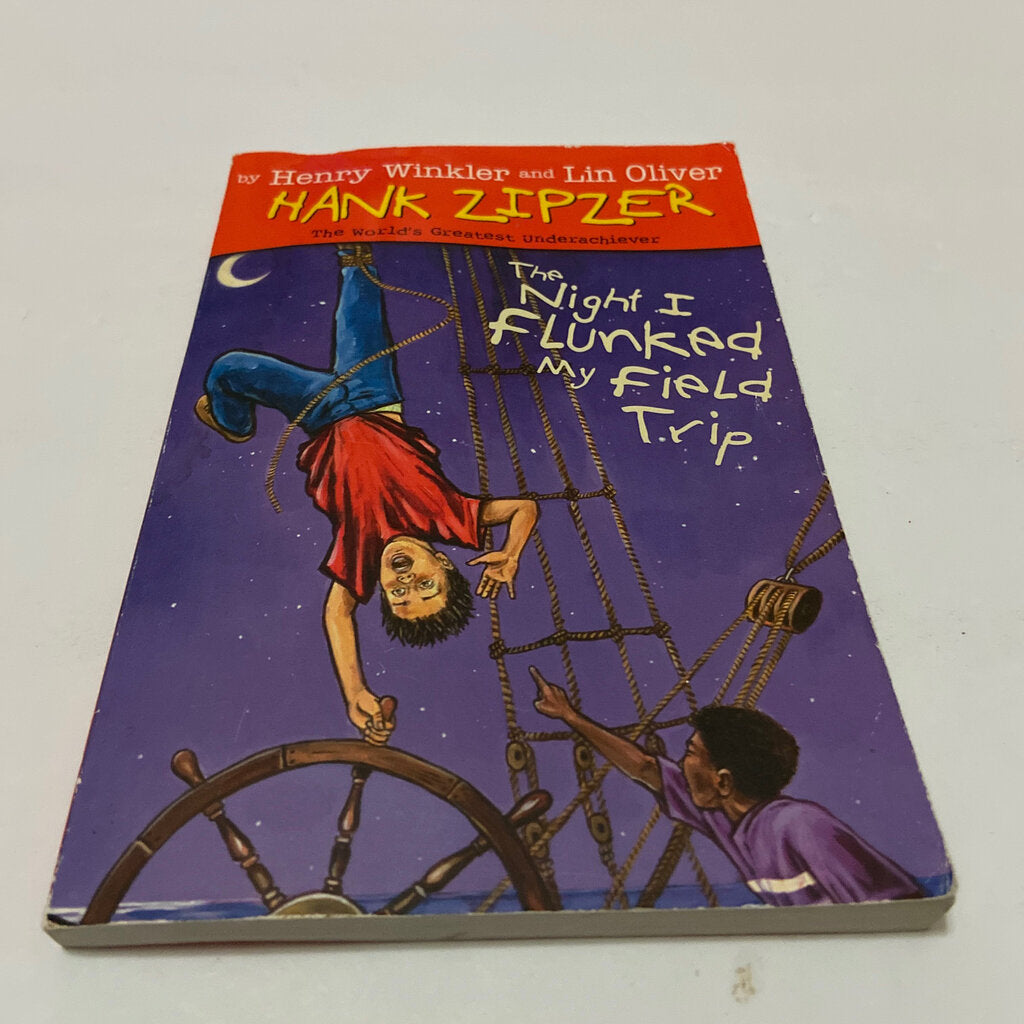 by Henry Winkler and Lin Oliver
HANK ZIPZER
The World's Greatest Underachiever
The
Night I
FLunked
My
Field
Trip